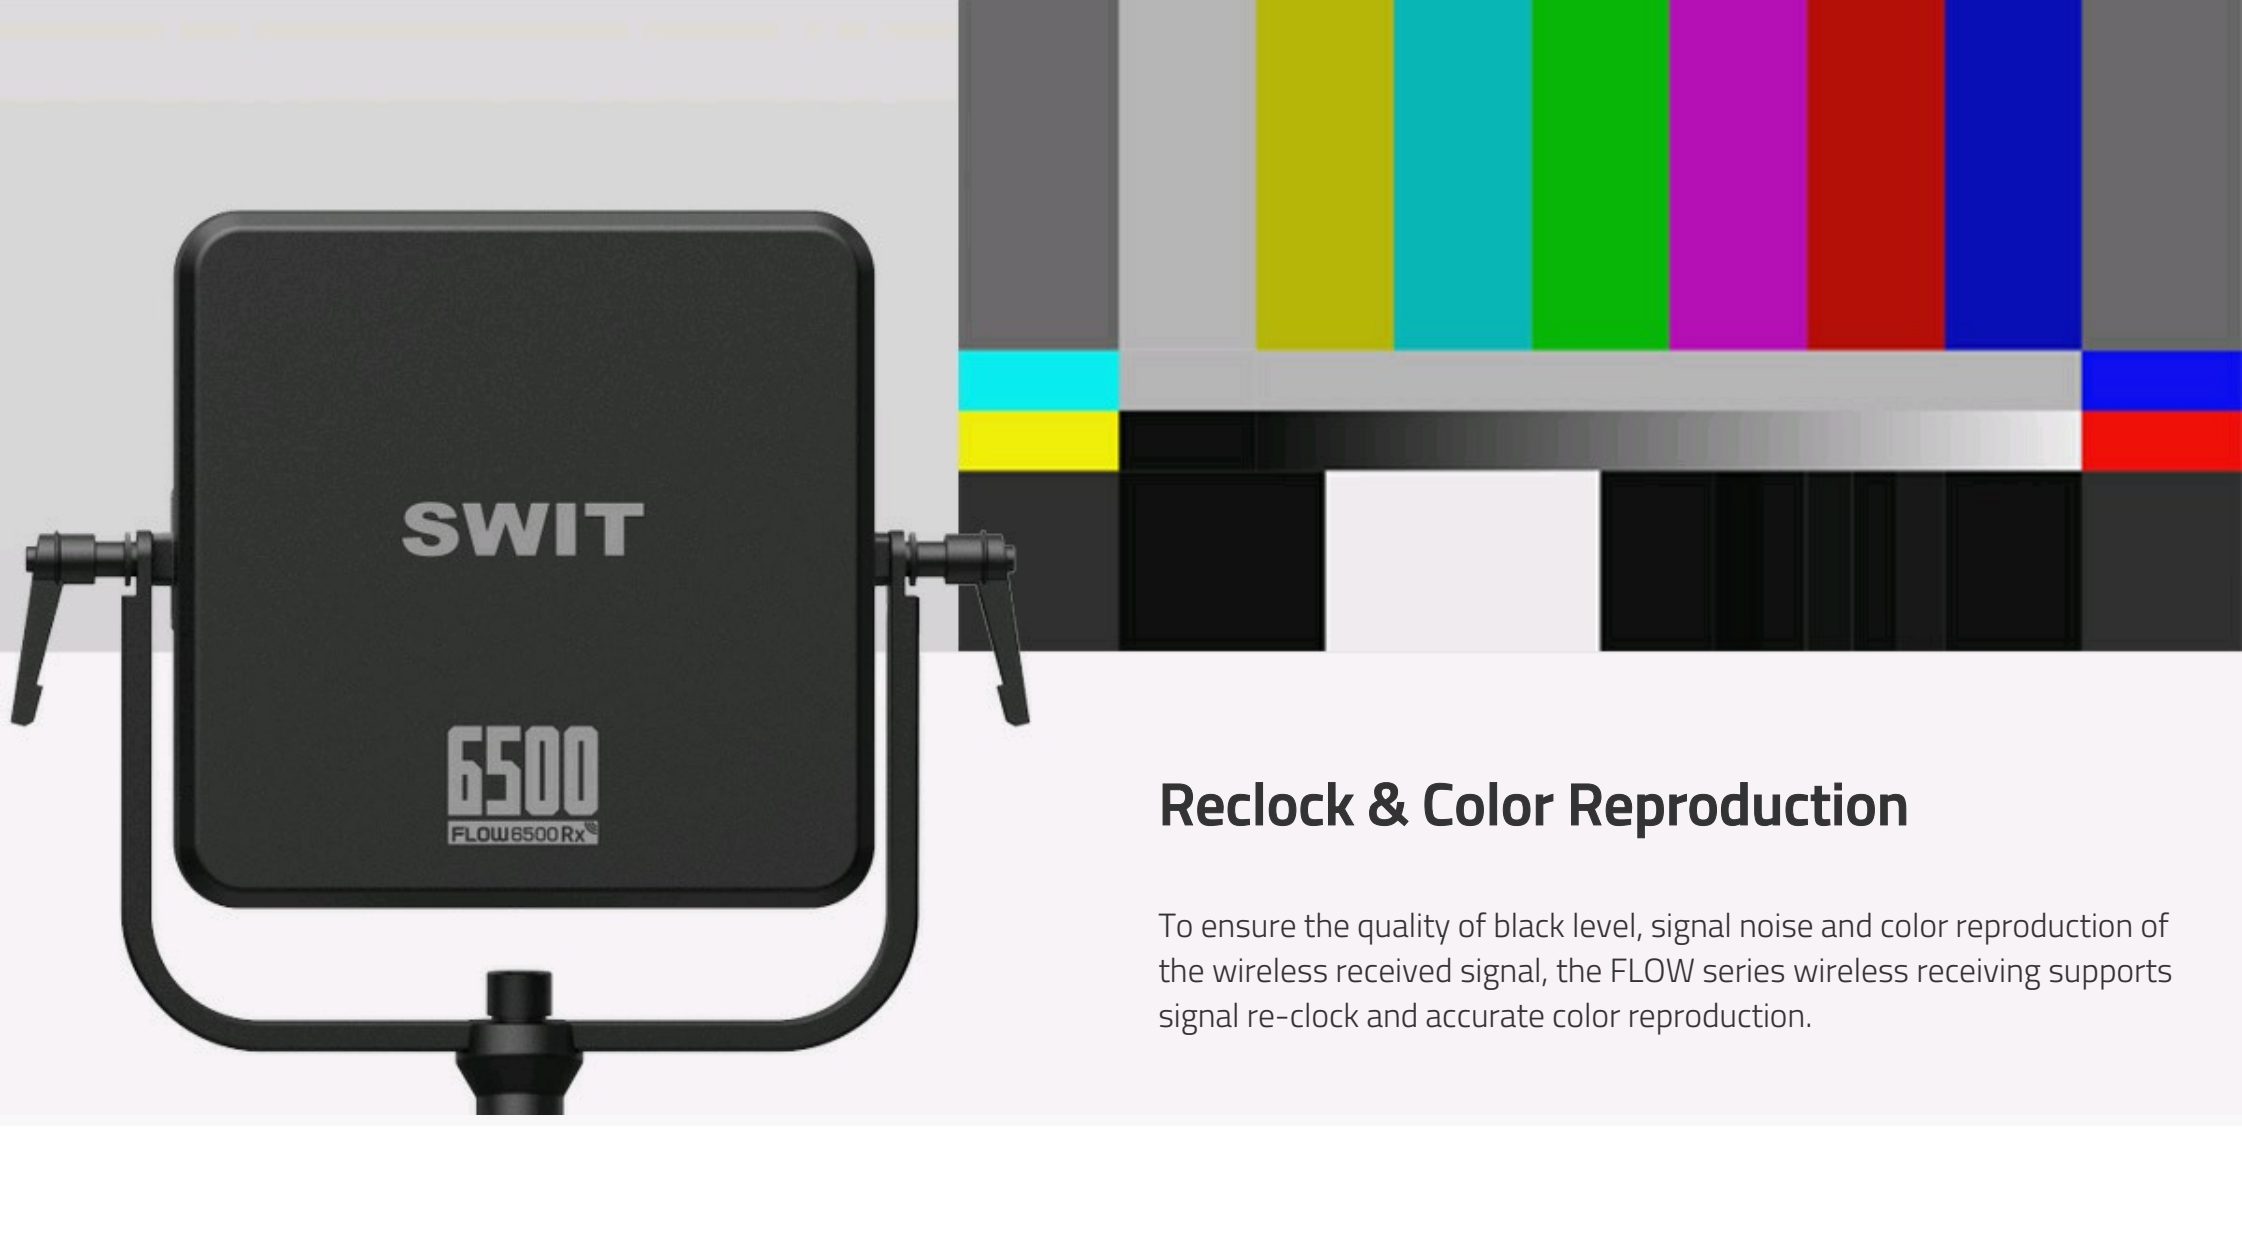 SWIT
6500
FLOW6500Rx
Reclock & Color Reproduction
To ensure the quality of black level, signal noise and color reproduction of
the wireless received signal, the FLOW series wireless receiving supports
signal re-clock and accurate color reproduction.